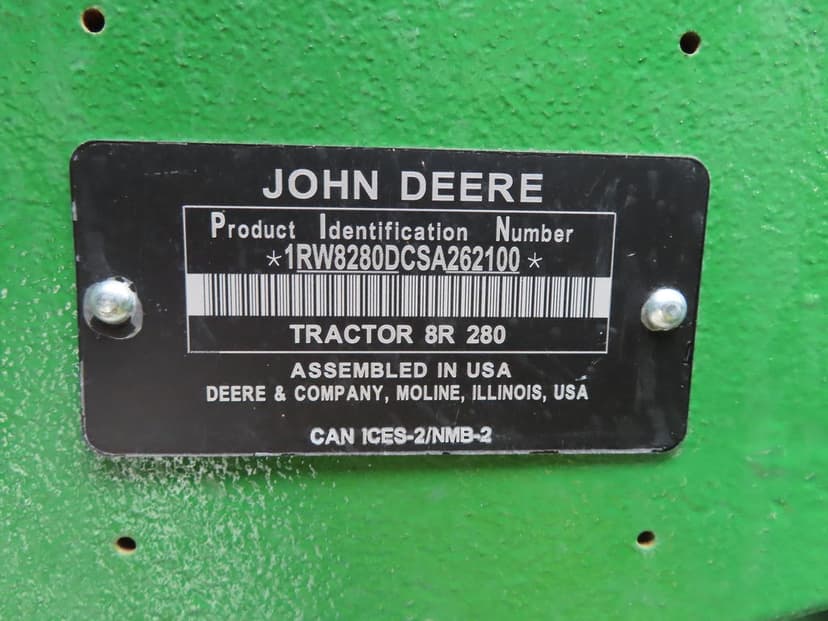 JOHN DEERE
Product Identification Number
*1RW8280DCSA262100*
TRACTOR 8R 280
ASSEMBLED IN USA
DEERE & COMPANY, MOLINE, ILLINOIS, USA
CAN ICES-2/NMB-2